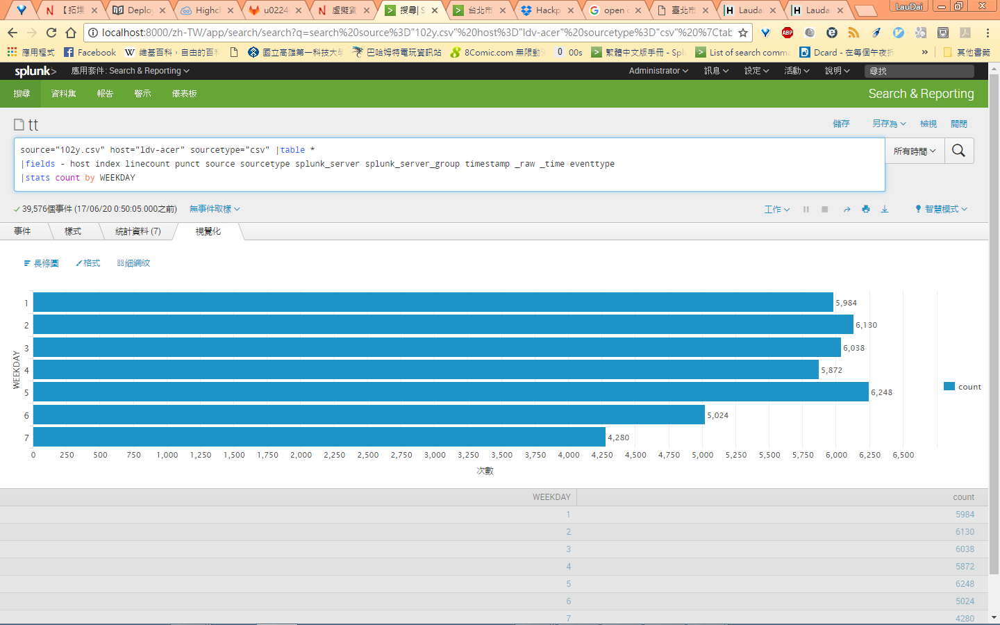 【拓墣
Deploy
Highch
u0224
虛擬貨
搜尋| S
台北市
Hackp
open d
臺北市
Lauda
Lauda
LauDai
localhost:8000/zh-TW/app/search/search?q=search%20source%3D"102y.csv"%20host%3D"ldv-acer"%20sourcetype%3D"csv"%20%7Ctab
應用程式
Facebook
維基百科，自由的百科
國立高雄第一科技大學
巴哈姆特電玩資訊站
8Comic.com 無限動
00s
繁體中文版手冊 - Spl
List of search comma
Dcard - 在每個午夜拆
»
其他書籤
splunk>
應用套件: Search & Reporting
Administrator
訊息
設定
活動
說明
尋找
搜尋
資料集
報告
警示
儀表板
Search & Reporting
tt
儲存
另存為
檢視
關閉
source="102y.csv" host="ldv-acer" sourcetype="csv" |table *
|fields - host index linecount punct source sourcetype splunk_server splunk_server_group timestamp _raw _time eventtype
|stats count by WEEKDAY
所有時間
39,576個事件 (17/06/20 0:50:05.000之前)
無事件取樣
工作
智慧模式
事件
樣式
統計資料 (7)
視覺化
長條圖
格式
細網紋
WEEKDAY
1
5,984
2
6,130
3
6,038
4
5,872
5
6,248
6
5,024
7
4,280
count
0 250 500 750 1,000 1,250 1,500 1,750 2,000 2,250 2,500 2,750 3,000 3,250 3,500 3,750 4,000 4,250 4,500 4,750 5,000 5,250 5,500 5,750 6,000 6,250 6,500
次數
WEEKDAY count
1 5984
2 6130
3 6038
4 5872
5 6248
6 5024
7 4280